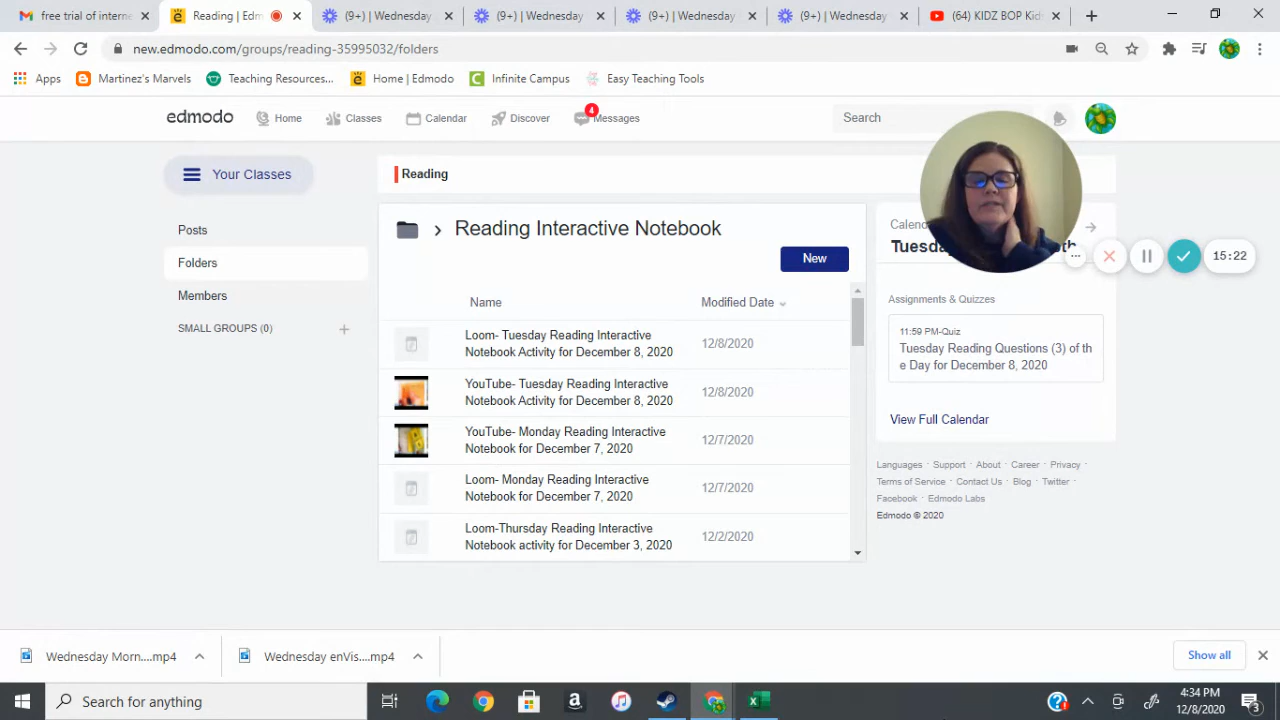 free trial of interne
Reading | Edm
(9+) | Wednesday
(9+) | Wednesday
(9+) | Wednesday
(9+) | Wednesday
(64) KIDZ BOP Kids
new.edmodo.com/groups/reading-35995032/folders
Apps
Martinez's Marvels
Teaching Resources...
Home | Edmodo
Infinite Campus
Easy Teaching Tools
edmodo
Home
Classes
Calendar
Discover
4
Messages
Search
Your Classes
Posts
Folders
Members
SMALL GROUPS (0)
Reading
Reading Interactive Notebook
New
Name
Modified Date
Loom- Tuesday Reading Interactive
Notebook Activity for December 8, 2020
12/8/2020
YouTube- Tuesday Reading Interactive
Notebook Activity for December 8, 2020
12/8/2020
YouTube- Monday Reading Interactive
Notebook for December 7, 2020
12/7/2020
Loom- Monday Reading Interactive
Notebook for December 7, 2020
12/7/2020
Loom-Thursday Reading Interactive
Notebook activity for December 3, 2020
12/2/2020
15:22
Assignments & Quizzes
11:59 PM-Quiz
Tuesday Reading Questions (3) of th
e Day for December 8, 2020
View Full Calendar
Languages · Support · About · Career · Privacy ·
Terms of Service · Contact Us · Blog · Twitter ·
Facebook · Edmodo Labs
Edmodo © 2020
Wednesday Morn....mp4
Wednesday enVis....mp4
Show all
Search for anything
4:34 PM
12/8/2020
3